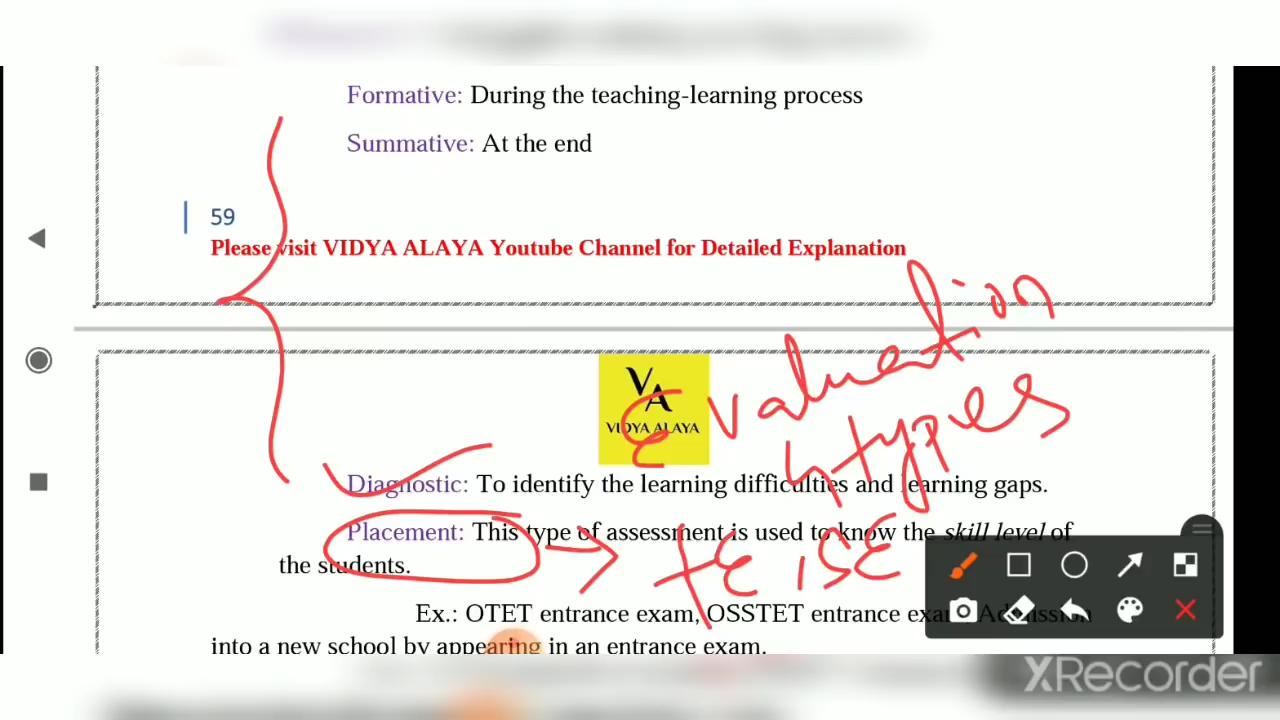 Formative: During the teaching-learning process
Summative: At the end
59
Please visit VIDYA ALAYA Youtube Channel for Detailed Explanation
VA
VIDYA ALAYA
Evaluation
4 types
Diagnostic: To identify the learning difficulties and learning gaps.
Placement: This type of assessment is used to know the skill level of
the students.
Ex.: OTET entrance exam, OSSTET entrance exam, Admission
into a new school by appearing in an entrance exam.
XRecorder